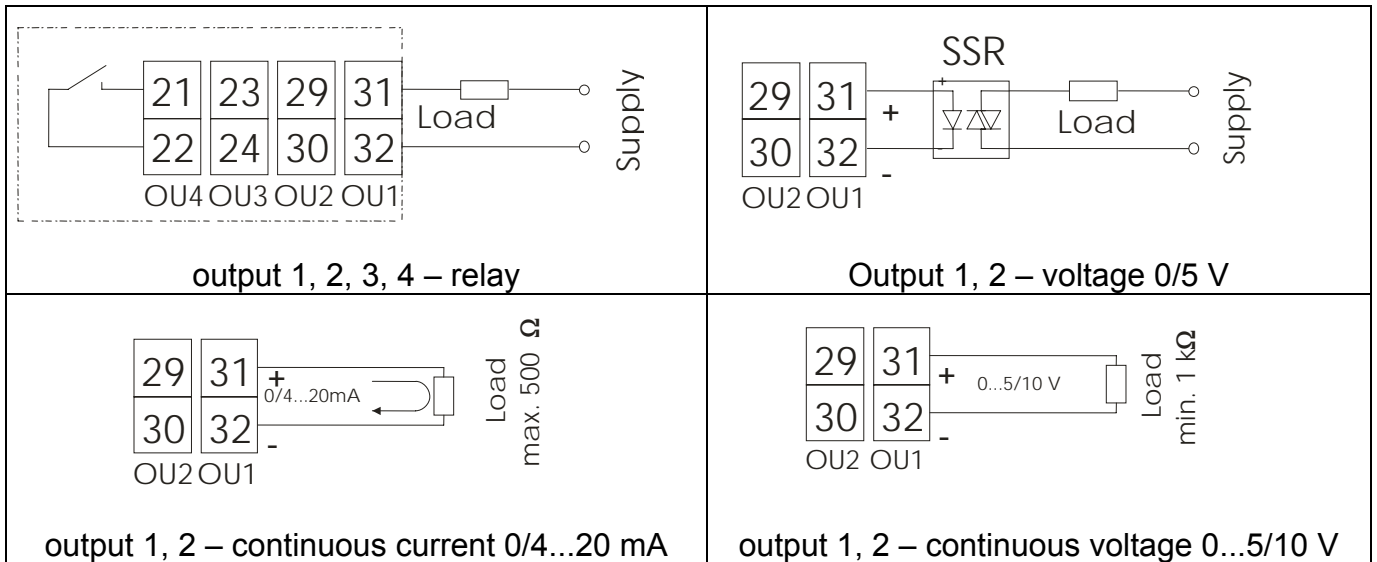 21 23 29 31
Load
22 24 30 32
OU4 OU3 OU2 OU1
Supply
output 1, 2, 3, 4 – relay
SSR
29 31
+
+
Load
30 32
-
-
OU2 OU1
Supply
Output 1, 2 – voltage 0/5 V
29 31
+
0/4...20mA
30 32
-
OU2 OU1
Load
max. 500 Ω
output 1, 2 – continuous current 0/4...20 mA
29 31
+
0...5/10 V
30 32
-
OU2 OU1
Load
min. 1 kΩ
output 1, 2 – continuous voltage 0...5/10 V